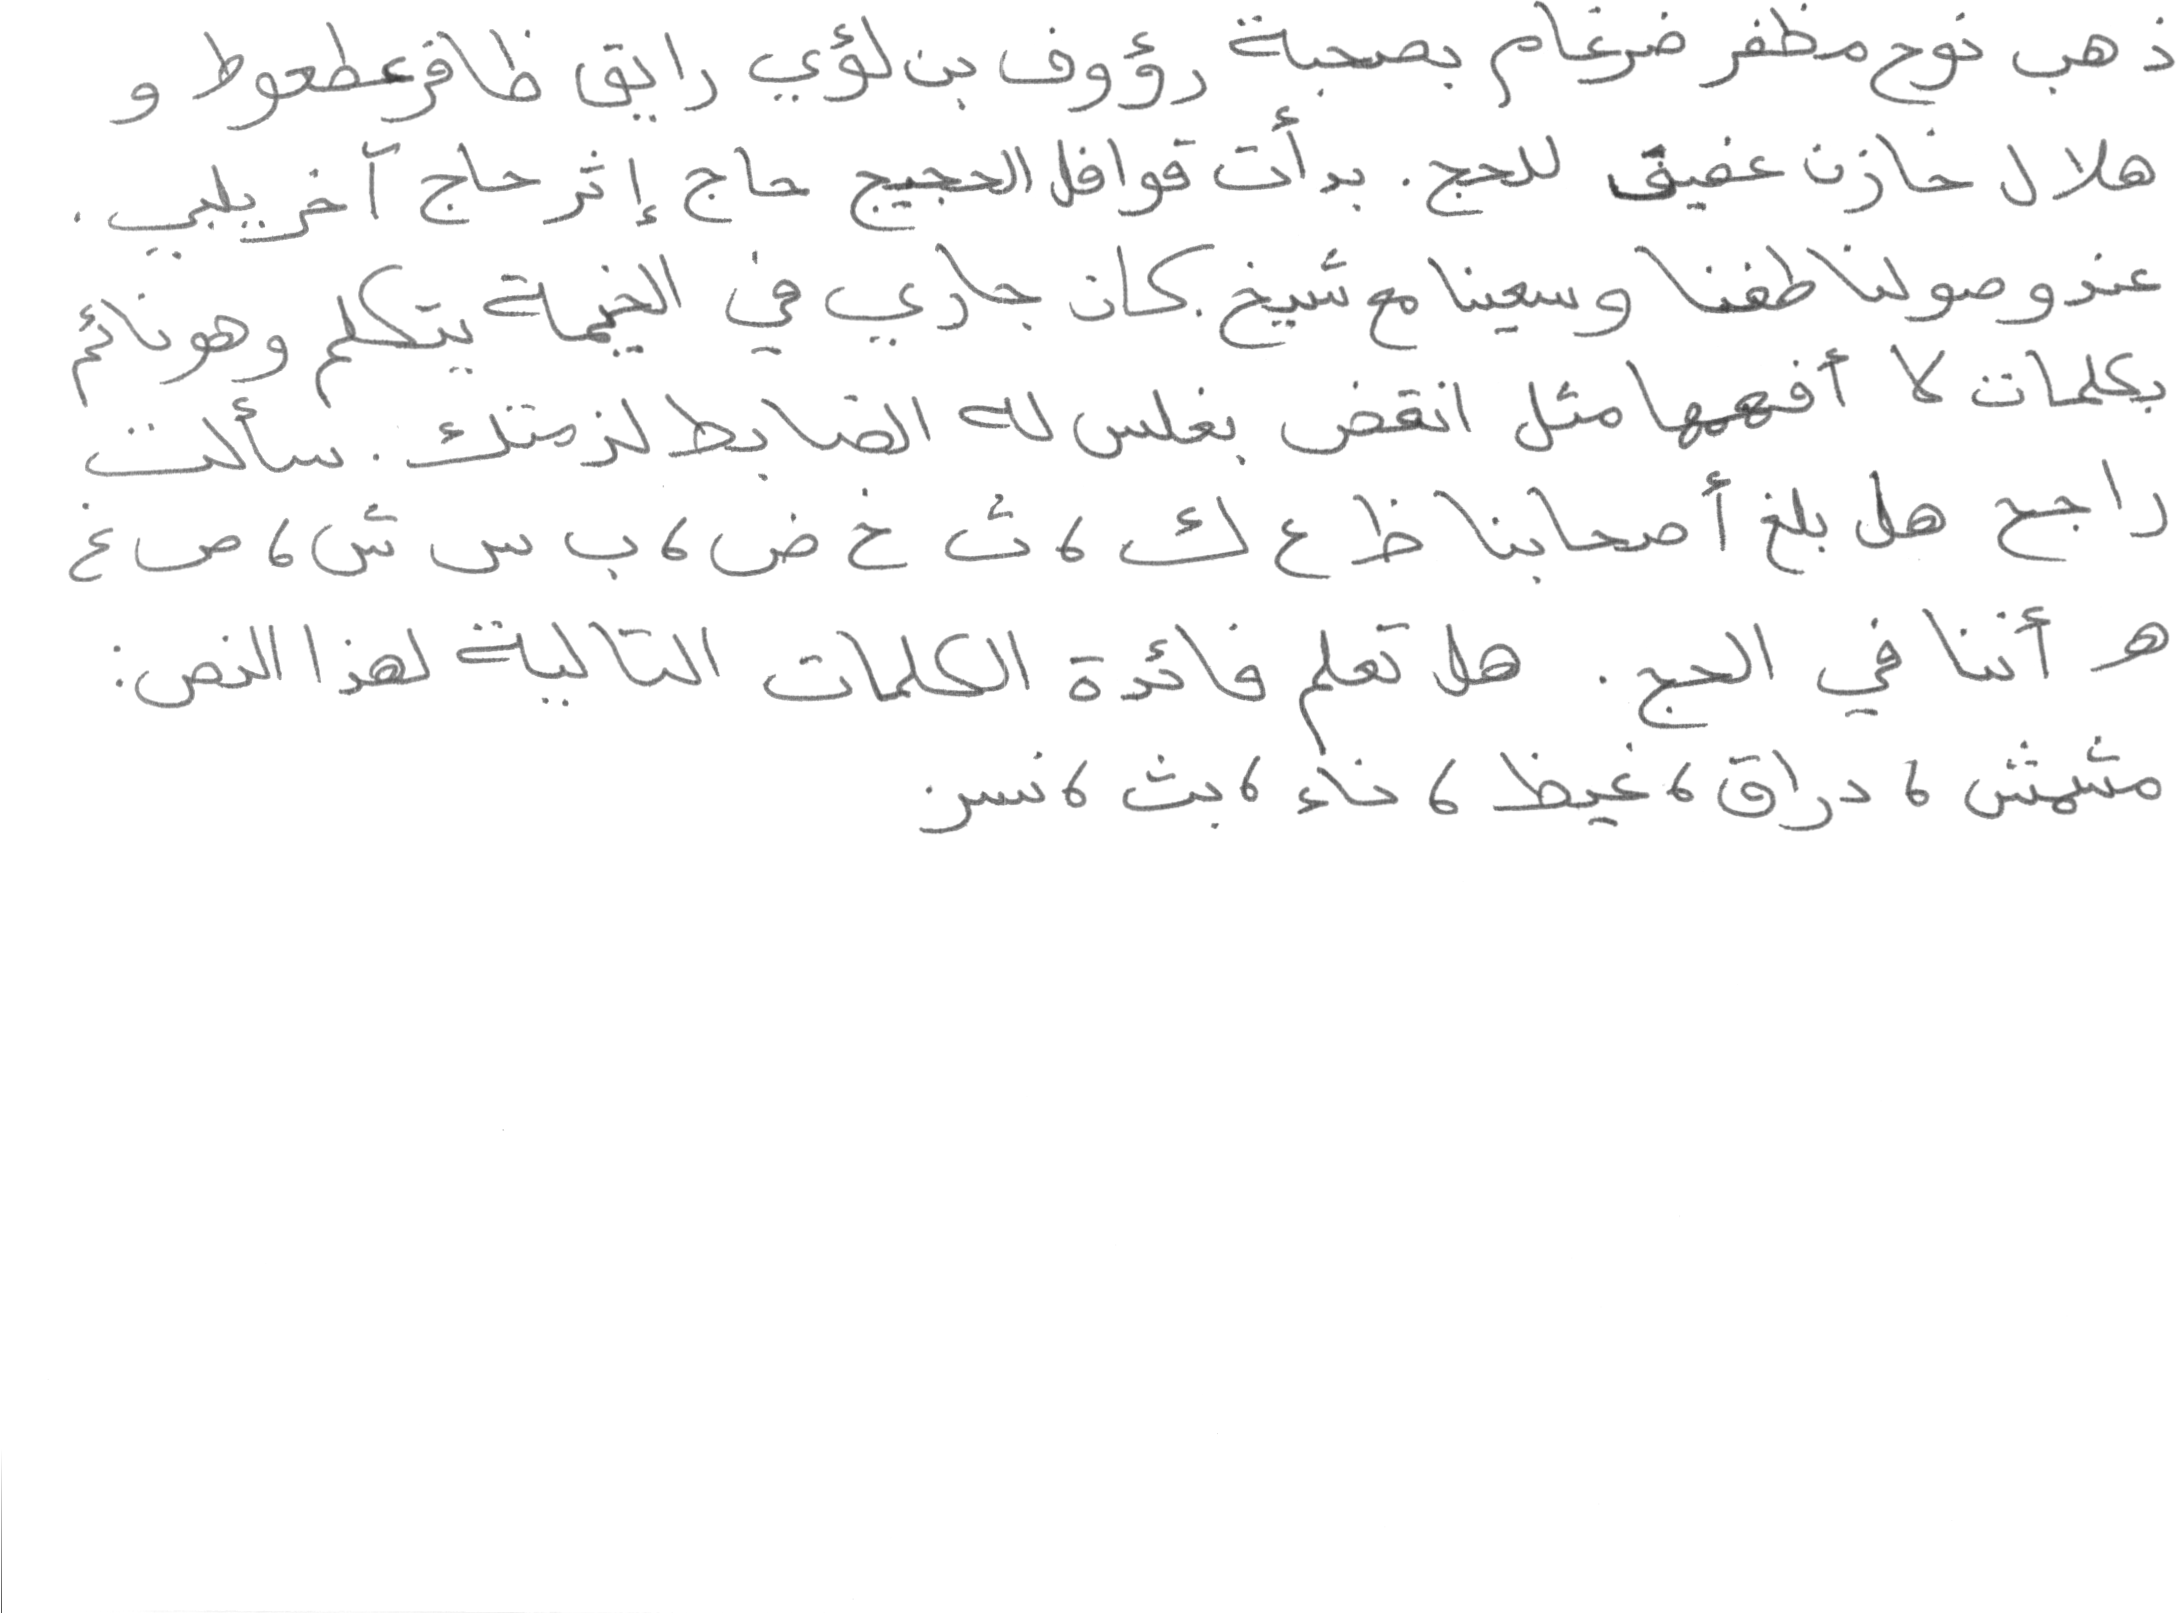 ذهب نوح مظفر ضرغام بصحبة رؤوف بن لؤي رايق ظافر عطعوط و
هلال خازن عفيق للحج. بدأت قوافل الحجيج حاج إثر حاج آخر يلبي.
عند وصولنا طفنا وسعينا مع شيخ. كان جاري في الخيمة يتكلم وهو نائم
بكلمات لا أفهمها مثل انقض بغلس له الضابط لزمتك. سألت
راجح هل بلغ أصحابنا ظ ع ك، ث خ ض، ب س ش، ص غ
ه أننا في الحج. هل تعلم فائدة الكلمات التالية لهذا النص:
مشمش، دراق، غيظ، خاء، بث، نسر.